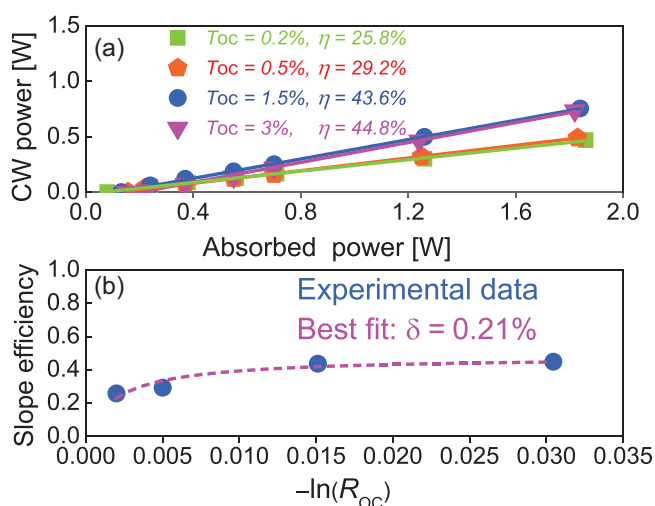 (a)
Toc = 0.2%, η = 25.8%
Toc = 0.5%, η = 29.2%
Toc = 1.5%, η = 43.6%
Toc = 3%, η = 44.8%
CW power [W]
1.5
1.0
0.5
0.0
0.4 0.8 1.2 1.6 2.0
Absorbed power [W]
(b)
Experimental data
Best fit: δ = 0.21%
Slope efficiency
1.0
0.8
0.6
0.4
0.2
0.0
0.000 0.005 0.010 0.015 0.020 0.025 0.030 0.035
–ln(R_OC)